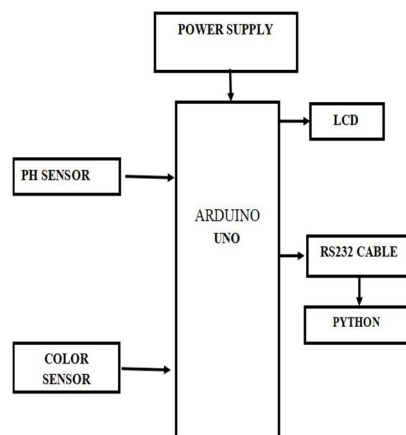 POWER SUPPLY
LCD
PH SENSOR
ARDUINO
UNO
RS232 CABLE
PYTHON
COLOR
SENSOR